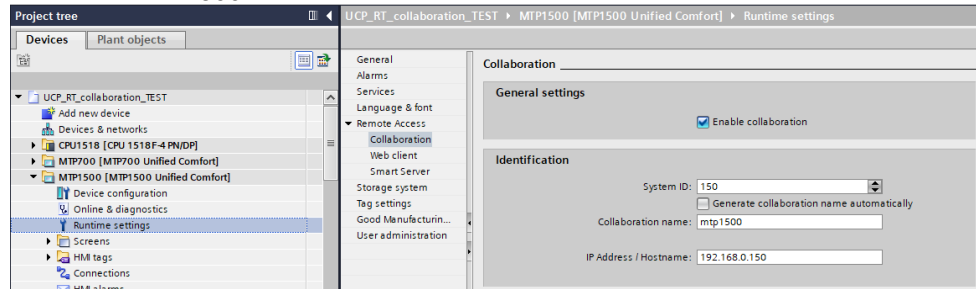 Project tree
Devices
Plant objects
UCP_RT_collaboration_TEST
Add new device
Devices & networks
CPU1518 [CPU 1518F-4 PN/DP]
MTP700 [MTP700 Unified Comfort]
MTP1500 [MTP1500 Unified Comfort]
Device configuration
Online & diagnostics
Runtime settings
Screens
HMI tags
Connections
HMI alarms
UCP_RT_collaboration_TEST ▸ MTP1500 [MTP1500 Unified Comfort] ▸ Runtime settings
General
Alarms
Services
Language & font
Remote Access
Collaboration
Web client
Smart Server
Storage system
Tag settings
Good Manufacturin...
User administration
Collaboration
General settings
Enable collaboration
Identification
System ID: 150
Generate collaboration name automatically
Collaboration name: mtp1500
IP Address / Hostname: 192.168.0.150